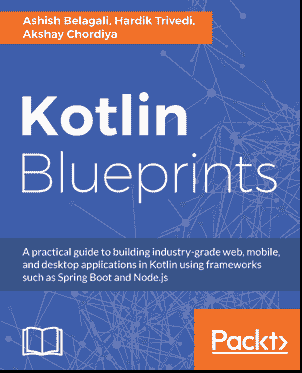 Ashish Belagali, Hardik Trivedi,
Akshay Chordiya
Kotlin
Blueprints
A practical guide to building industry-grade web, mobile,
and desktop applications in Kotlin using frameworks
such as Spring Boot and Node.js
Packt>